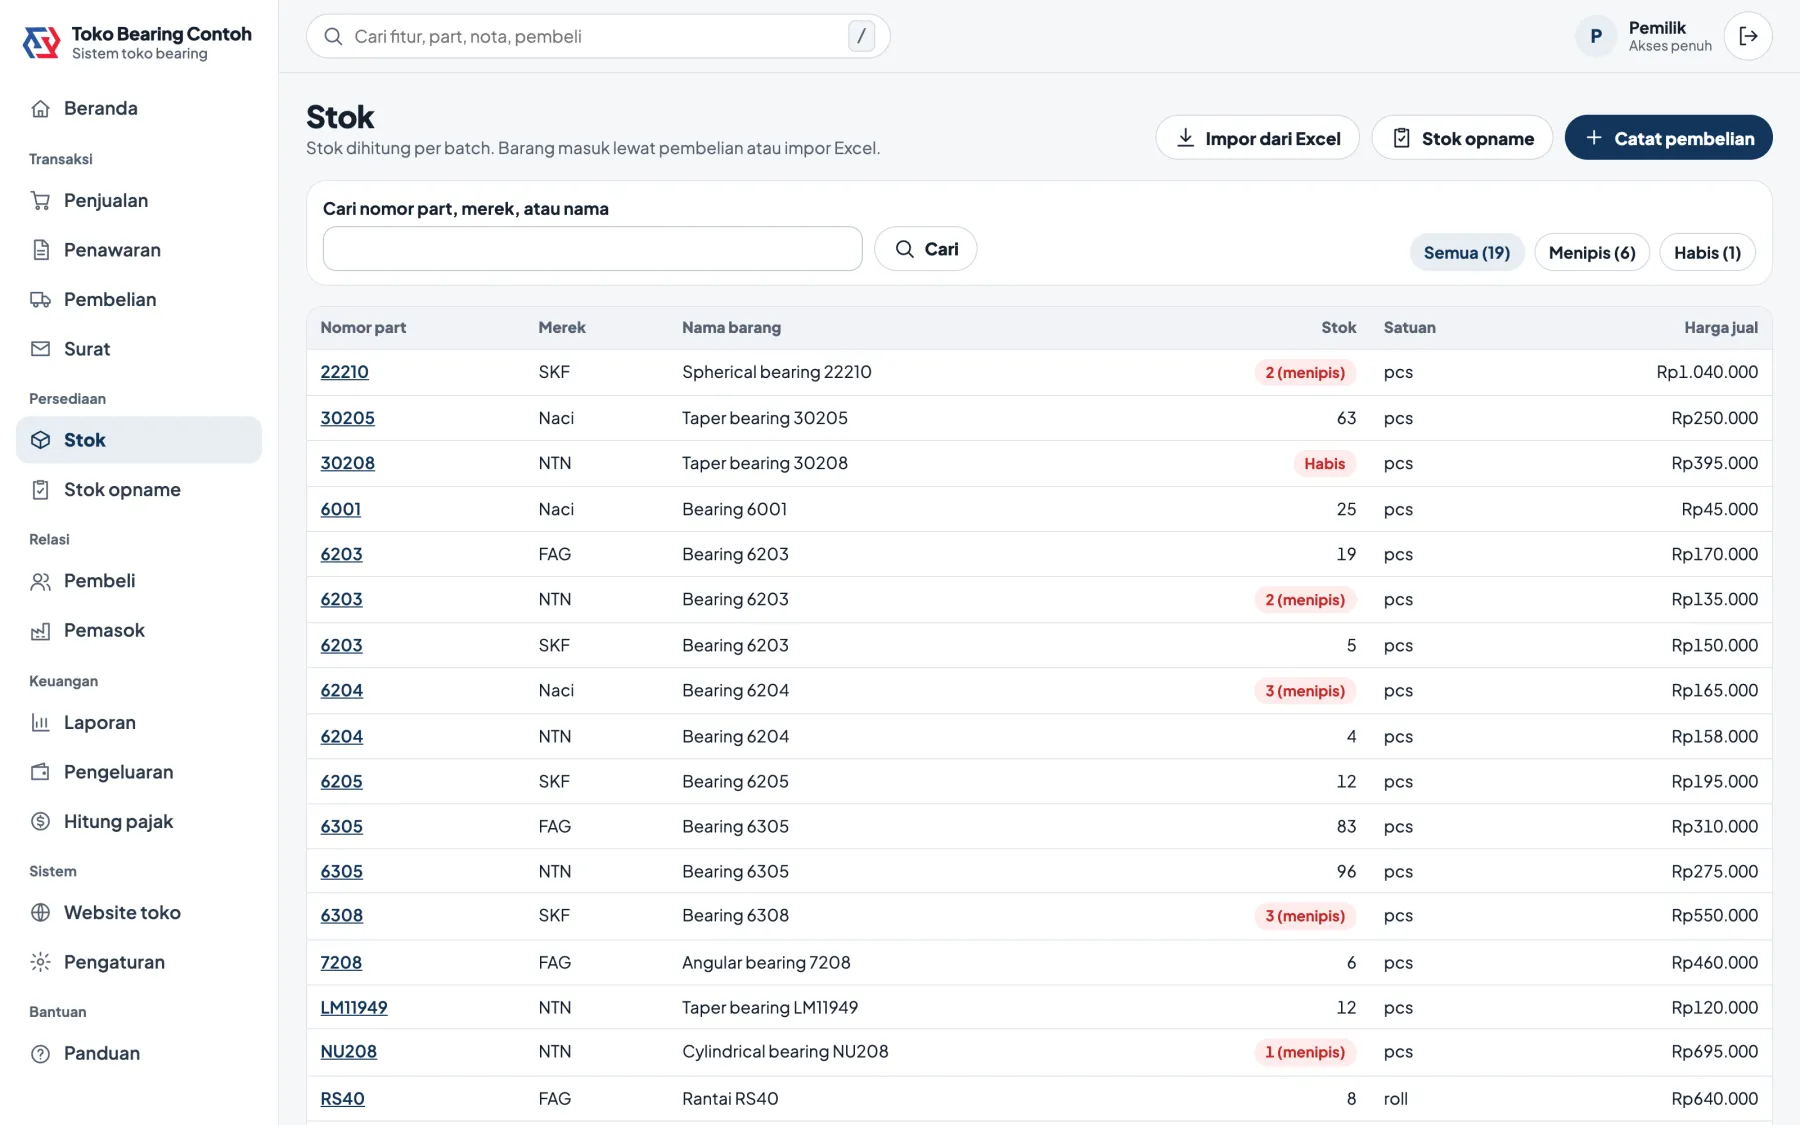 Toko Bearing Contoh
Sistem toko bearing
Cari fitur, part, nota, pembeli
/
P
Pemilik
Akses penuh
Beranda
Transaksi
Penjualan
Penawaran
Pembelian
Surat
Persediaan
Stok
Stok opname
Relasi
Pembeli
Pemasok
Keuangan
Laporan
Pengeluaran
Hitung pajak
Sistem
Website toko
Pengaturan
Bantuan
Panduan
Stok
Stok dihitung per batch. Barang masuk lewat pembelian atau impor Excel.
Impor dari Excel
Stok opname
Catat pembelian
Cari nomor part, merek, atau nama
Cari
Semua (19)
Menipis (6)
Habis (1)
Nomor part Merek Nama barang Stok Satuan Harga jual
22210 SKF Spherical bearing 22210 2 (menipis) pcs Rp1.040.000
30205 Naci Taper bearing 30205 63 pcs Rp250.000
30208 NTN Taper bearing 30208 Habis pcs Rp395.000
6001 Naci Bearing 6001 25 pcs Rp45.000
6203 FAG Bearing 6203 19 pcs Rp170.000
6203 NTN Bearing 6203 2 (menipis) pcs Rp135.000
6203 SKF Bearing 6203 5 pcs Rp150.000
6204 Naci Bearing 6204 3 (menipis) pcs Rp165.000
6204 NTN Bearing 6204 4 pcs Rp158.000
6205 SKF Bearing 6205 12 pcs Rp195.000
6305 FAG Bearing 6305 83 pcs Rp310.000
6305 NTN Bearing 6305 96 pcs Rp275.000
6308 SKF Bearing 6308 3 (menipis) pcs Rp550.000
7208 FAG Angular bearing 7208 6 pcs Rp460.000
LM11949 NTN Taper bearing LM11949 12 pcs Rp120.000
NU208 NTN Cylindrical bearing NU208 1 (menipis) pcs Rp695.000
RS40 FAG Rantai RS40 8 roll Rp640.000